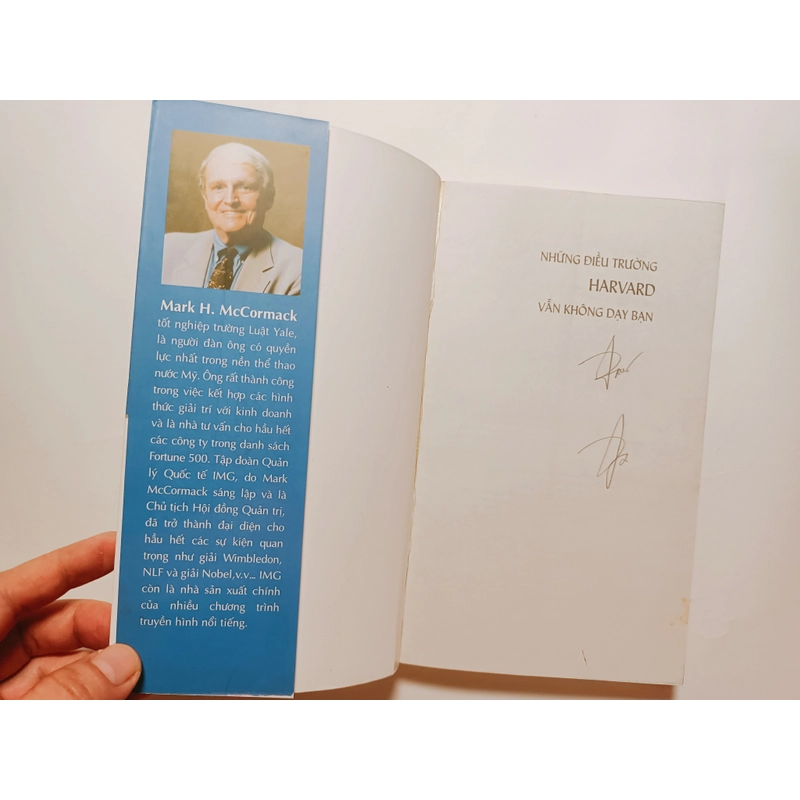 Mark H. McCormack
tốt nghiệp trường Luật Yale,
là người đàn ông có quyền
lực nhất trong nền thể thao
nước Mỹ. Ông rất thành công
trong việc kết hợp các hình
thức giải trí với kinh doanh
và là nhà tư vấn cho hầu hết
các công ty trong danh sách
Fortune 500. Tập đoàn Quản
lý Quốc tế IMG, do Mark
McCormack sáng lập và là
Chủ tịch Hội đồng Quản trị,
đã trở thành đại diện cho
hầu hết các sự kiện quan
trọng như giải Wimbledon,
NLF và giải Nobel,v.v... IMG
còn là nhà sản xuất chính
của nhiều chương trình
truyền hình nổi tiếng.
NHỮNG ĐIỀU TRƯỜNG
HARVARD
VẪN KHÔNG DẠY BẠN